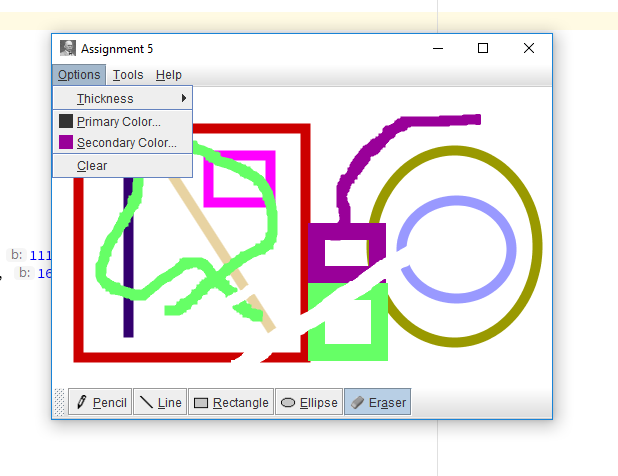 Assignment 5
Options Tools Help
Thickness
Primary Color...
Secondary Color...
Clear
b: 111
, b: 16
Pencil Line Rectangle Ellipse Eraser